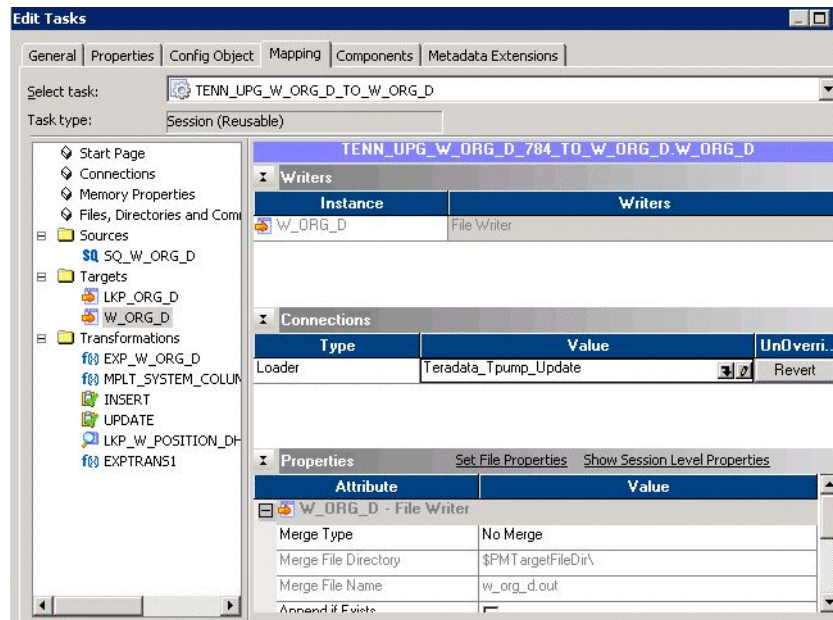 Edit Tasks
General Properties Config Object Mapping Components Metadata Extensions
Select task: TENN_UPG_W_ORG_D_TO_W_ORG_D
Task type: Session (Reusable)
Start Page
Connections
Memory Properties
Files, Directories and Com
Sources
SQ SQ_W_ORG_D
Targets
LKP_ORG_D
W_ORG_D
Transformations
f(x) EXP_W_ORG_D
f(x) MPLT_SYSTEM_COLUM
INSERT
UPDATE
LKP_W_POSITION_DH
f(x) EXPTRANS1
TENN_UPG_W_ORG_D_784_TO_W_ORG_D.W_ORG_D
Writers
Instance Writers
W_ORG_D File Writer
Connections
Type Value UnOverri...
Loader Teradata_Tpump_Update Revert
Properties Set File Properties Show Session Level Properties
Attribute Value
W_ORG_D - File Writer
Merge Type No Merge
Merge File Directory $PMTargetFileDir\
Merge File Name w_org_d.out
Append if Exists